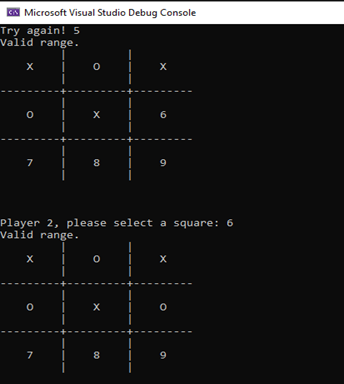 Microsoft Visual Studio Debug Console
Try again! 5
Valid range.
X | O | X
--------+--------+---------
O | X | 6
--------+--------+---------
7 | 8 | 9
Player 2, please select a square: 6
Valid range.
X | O | X
--------+--------+---------
O | X | O
--------+--------+---------
7 | 8 | 9